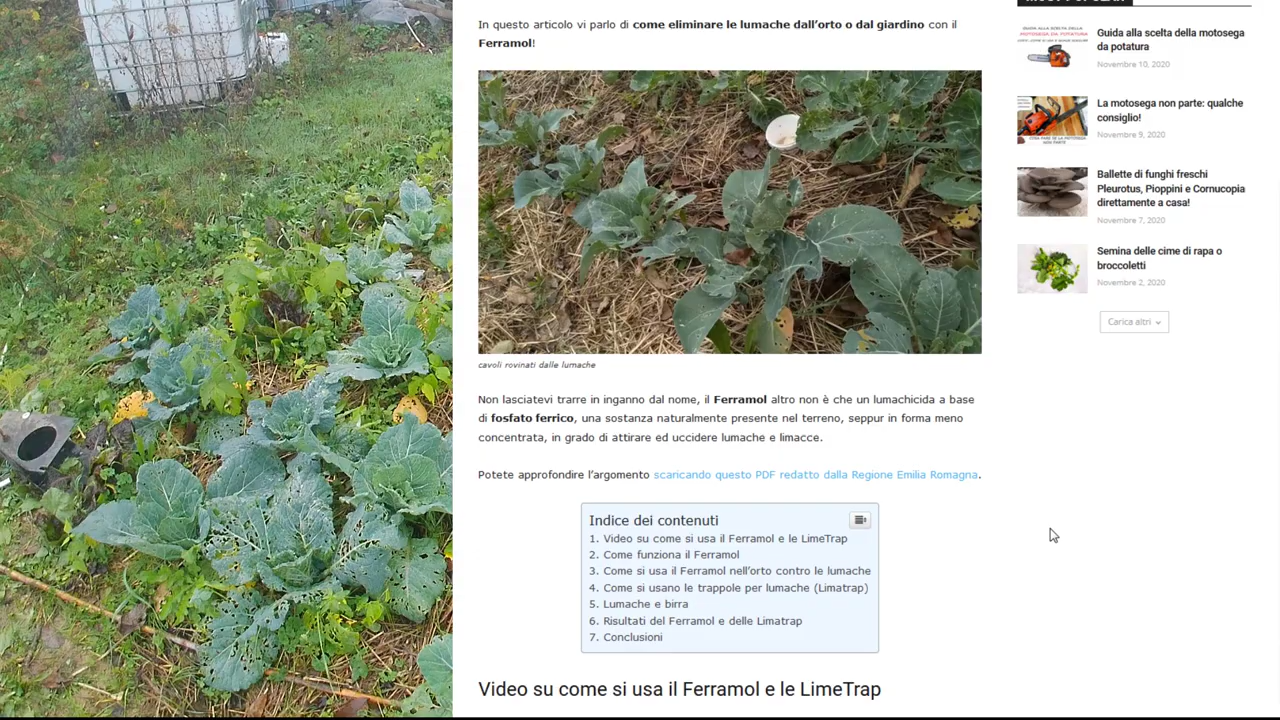 In questo articolo vi parlo di come eliminare le lumache dall'orto o dal giardino con il
Ferramol!
cavoli rovinati dalle lumache
Non lasciatevi trarre in inganno dal nome, il Ferramol altro non è che un lumachicida a base
di fosfato ferrico, una sostanza naturalmente presente nel terreno, seppur in forma meno
concentrata, in grado di attirare ed uccidere lumache e limacce.
Potete approfondire l'argomento scaricando questo PDF redatto dalla Regione Emilia Romagna.
Indice dei contenuti
1. Video su come si usa il Ferramol e le LimeTrap
2. Come funziona il Ferramol
3. Come si usa il Ferramol nell'orto contro le lumache
4. Come si usano le trappole per lumache (Limatrap)
5. Lumache e birra
6. Risultati del Ferramol e delle Limatrap
7. Conclusioni
Video su come si usa il Ferramol e le LimeTrap
Guida alla scelta della motosega
da potatura
Novembre 10, 2020
La motosega non parte: qualche
consiglio!
Novembre 9, 2020
Ballette di funghi freschi
Pleurotus, Pioppini e Cornucopia
direttamente a casa!
Novembre 7, 2020
Semina delle cime di rapa o
broccoletti
Novembre 2, 2020
Carica altri